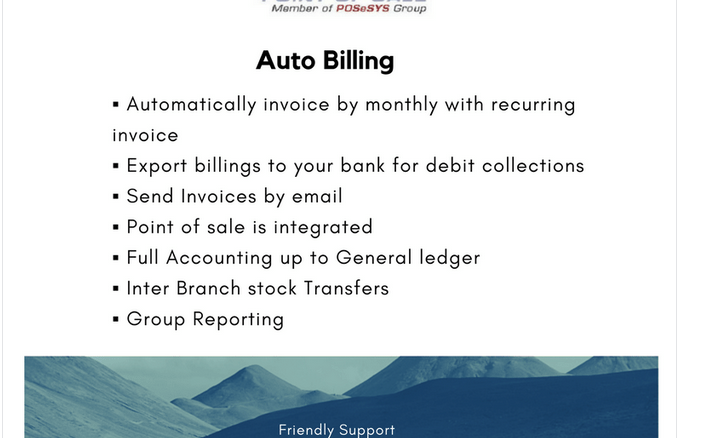 Member of POSeSYS Group
Auto Billing
▪ Automatically invoice by monthly with recurring
invoice
▪ Export billings to your bank for debit collections
▪ Send Invoices by email
▪ Point of sale is integrated
▪ Full Accounting up to General ledger
▪ Inter Branch stock Transfers
▪ Group Reporting
Friendly Support